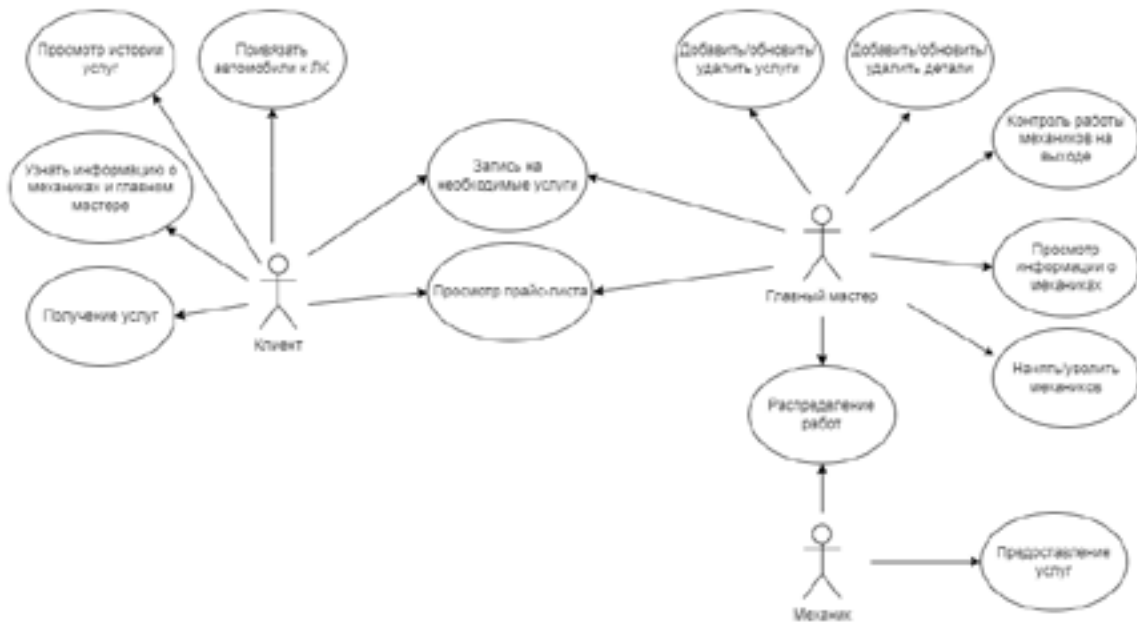 Просмотр истории
услуг
Привязать
автомобили к ЛК
Добавить/обновить/
удалить услуги
Добавить/обновить/
удалить детали
Контроль работы
механиков на
выходе
Узнать информацию о
механиках и главном
мастере
Запись на
необходимые услуги
Просмотр
информации о
механиках
Получение услуг
Клиент
Просмотр прайс-листа
Главный мастер
Нанять/уволить
механиков
Распределение
работ
Механик
Предоставление
услуг